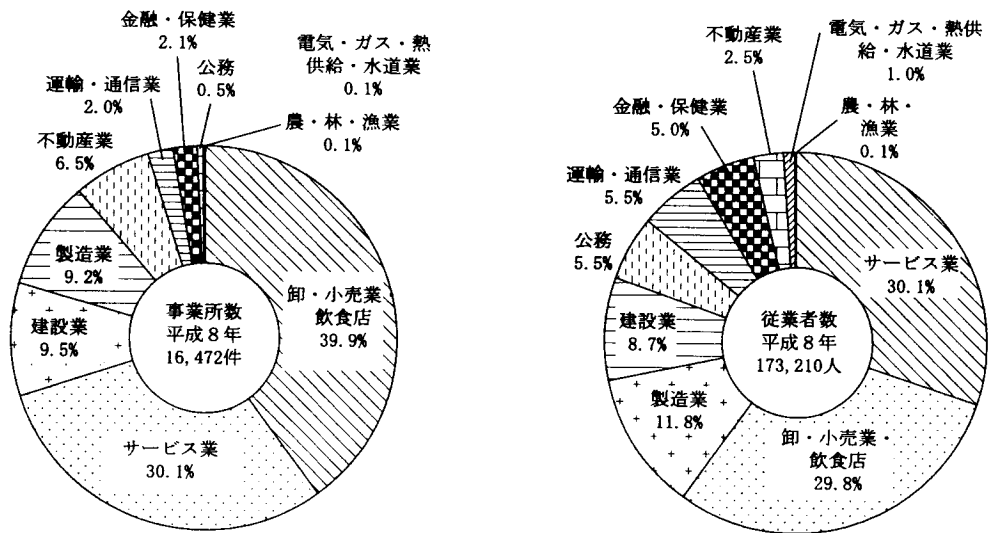 金融・保健業
2.1%
電気・ガス・熱
供給・水道業
0.1%
公務
0.5%
運輸・通信業
2.0%
農・林・漁業
0.1%
不動産業
6.5%
製造業
9.2%
建設業
9.5%
事業所数
平成8年
16,472件
卸・小売業
飲食店
39.9%
サービス業
30.1%
電気・ガス・熱供
給・水道業
1.0%
不動産業
2.5%
農・林・
漁業
0.1%
金融・保健業
5.0%
運輸・通信業
5.5%
公務
5.5%
サービス業
30.1%
建設業
8.7%
従業者数
平成8年
173,210人
製造業
11.8%
卸・小売業・
飲食店
29.8%